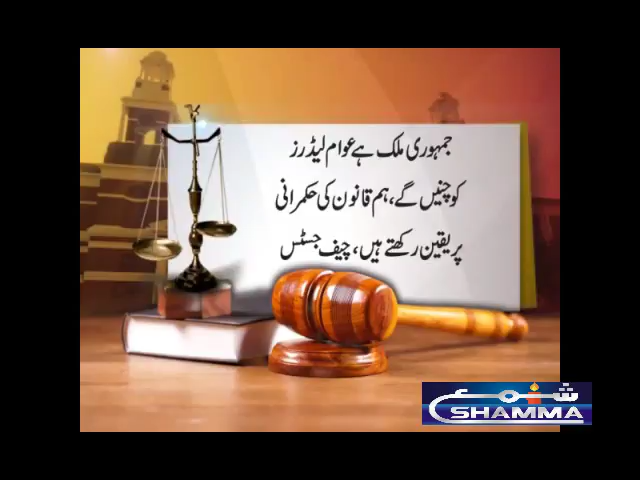 جمہوری ملک ہے عوام لیڈرز
کو چنیں گے، ہم قانون کی حکمرانی
پر یقین رکھتے ہیں، چیف جسٹس
شمع
SHAMMA